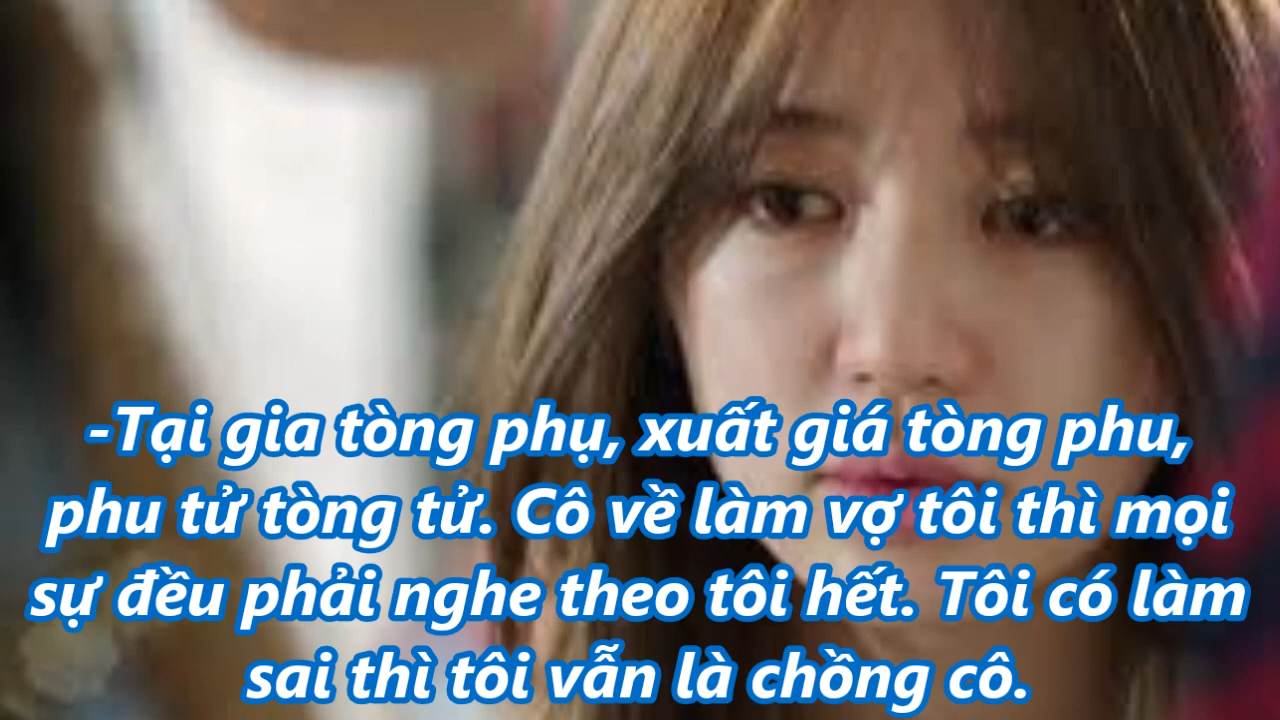 -Tại gia tòng phụ, xuất giá tòng phu,
phu tử tòng tử. Cô về làm vợ tôi thì mọi
sự đều phải nghe theo tôi hết. Tôi có làm
sai thì tôi vẫn là chồng cô.